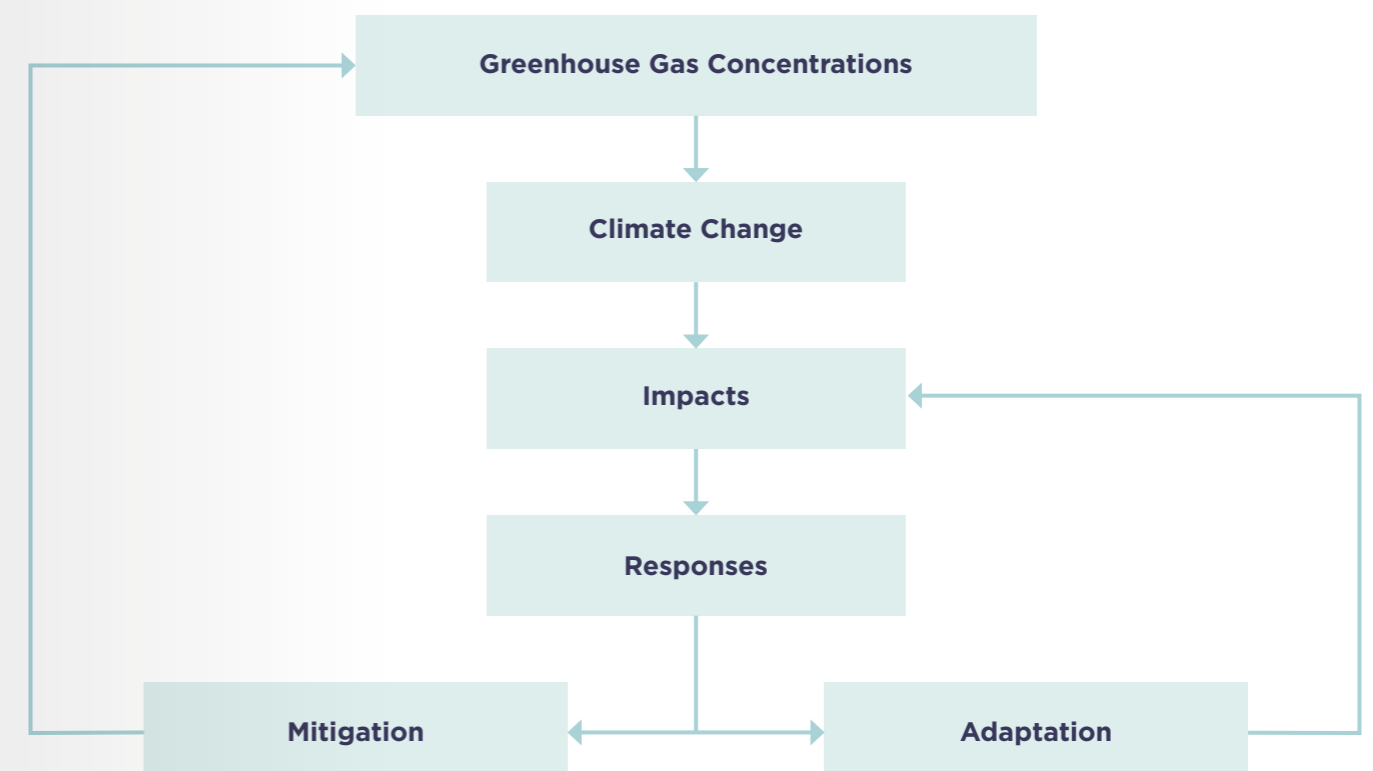 Greenhouse Gas Concentrations
Climate Change
Impacts
Responses
Mitigation
Adaptation